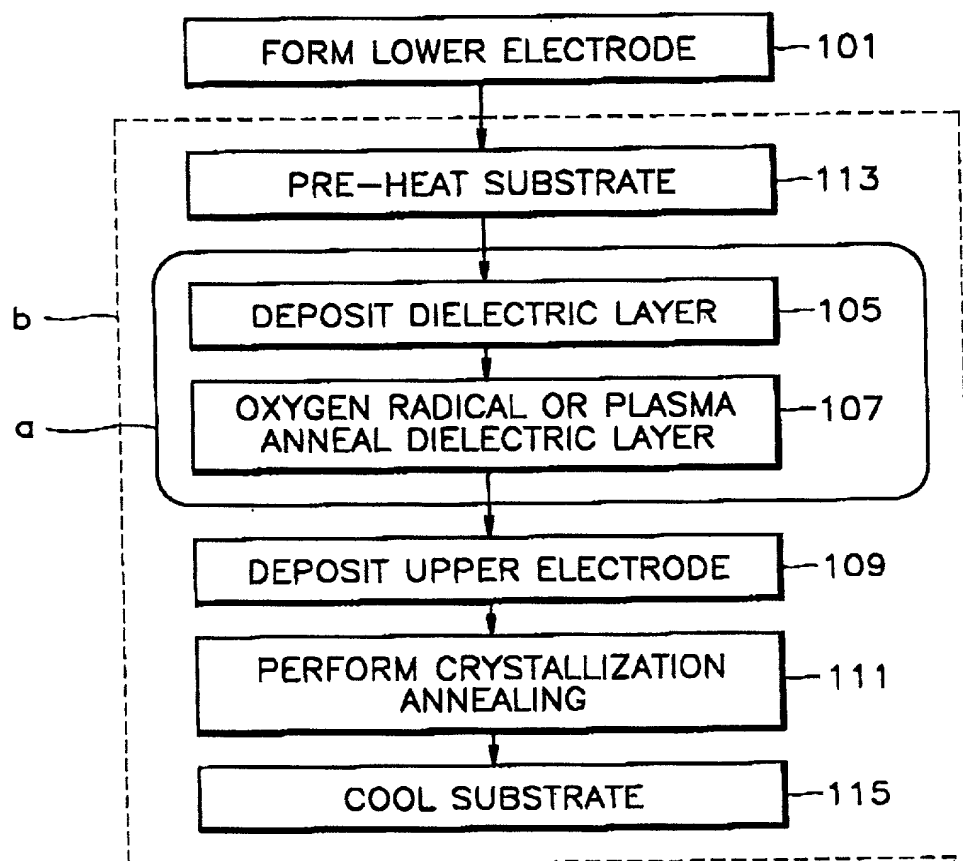 FORM LOWER ELECTRODE 101
PRE-HEAT SUBSTRATE 113
DEPOSIT DIELECTRIC LAYER 105
b
OXYGEN RADICAL OR PLASMA
ANNEAL DIELECTRIC LAYER 107
a
DEPOSIT UPPER ELECTRODE 109
PERFORM CRYSTALLIZATION
ANNEALING 111
COOL SUBSTRATE 115